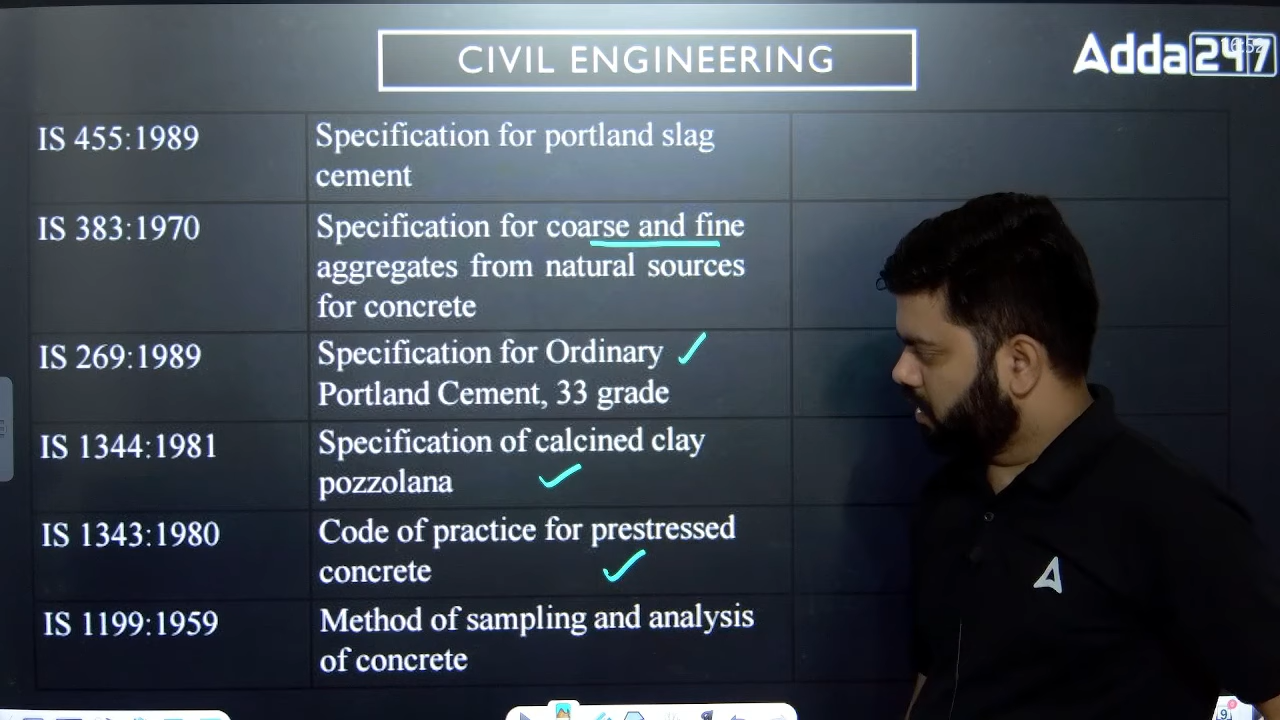 CIVIL ENGINEERING
Adda 247
IS 455:1989
Specification for portland slag
cement
IS 383:1970
Specification for coarse and fine
aggregates from natural sources
for concrete
IS 269:1989
Specification for Ordinary
Portland Cement, 33 grade
IS 1344:1981
Specification of calcined clay
pozzolana
IS 1343:1980
Code of practice for prestressed
concrete
IS 1199:1959
Method of sampling and analysis
of concrete